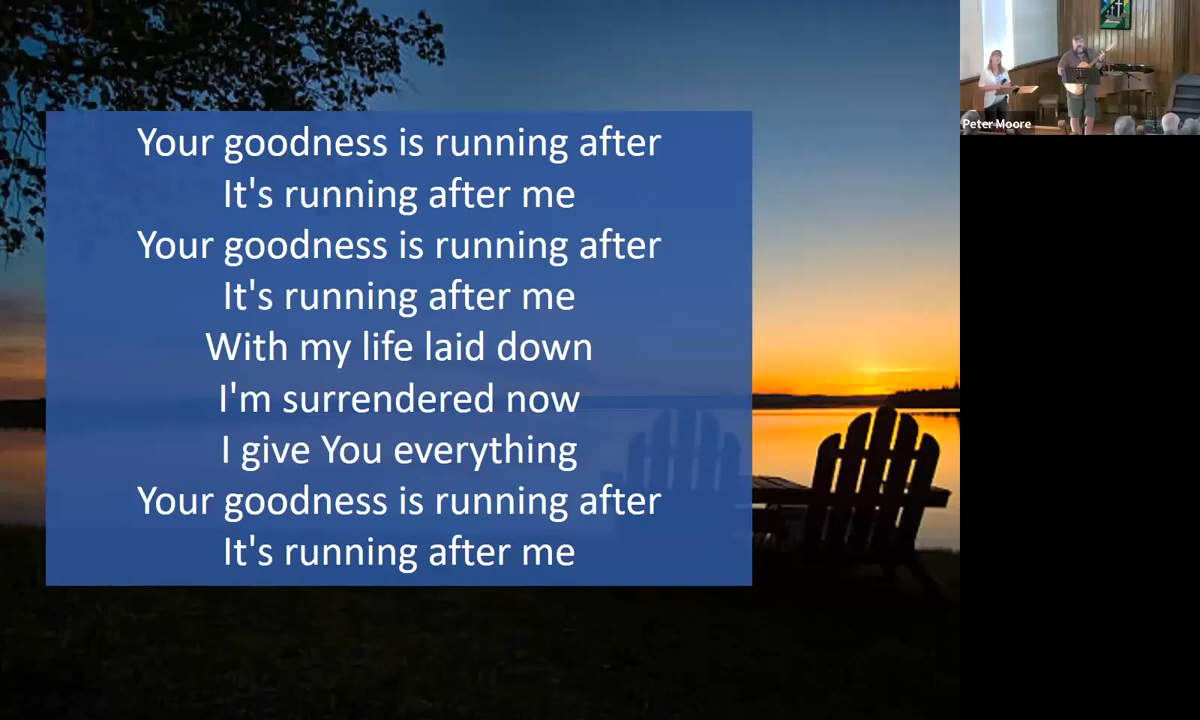 Your goodness is running after
It's running after me
Your goodness is running after
It's running after me
With my life laid down
I'm surrendered now
I give You everything
Your goodness is running after
It's running after me
Peter Moore